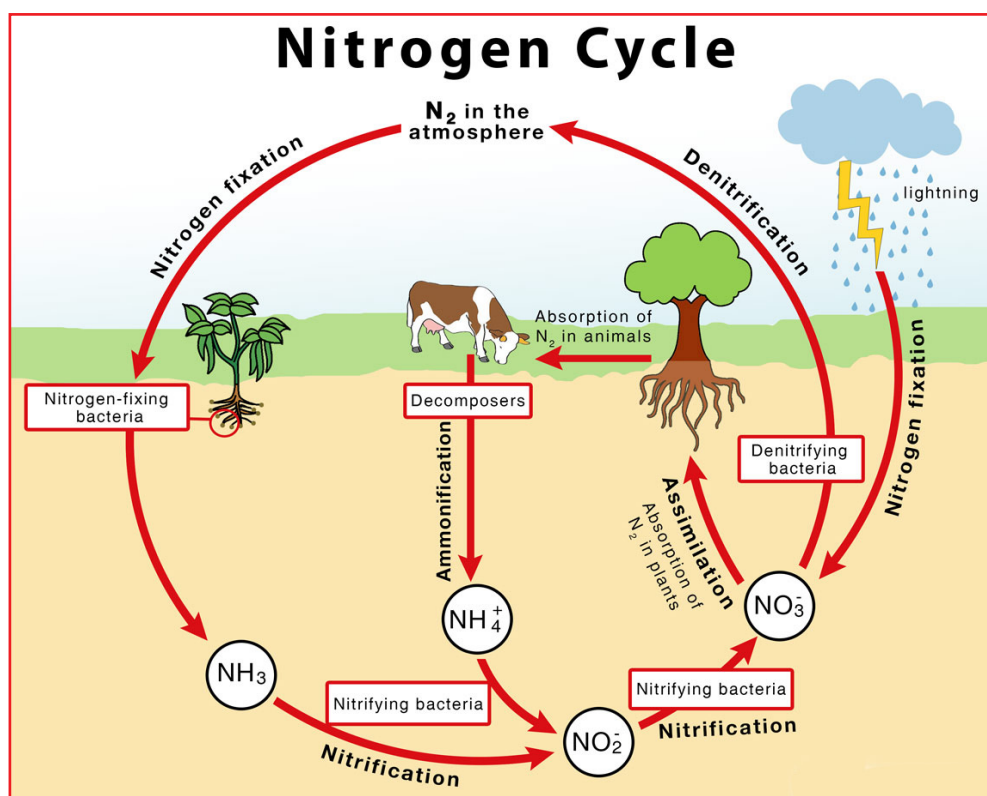 Nitrogen Cycle
N₂ in the
atmosphere
Nitrogen fixation
Denitrification
lightning
Absorption of
N₂ in animals
Nitrogen-fixing
bacteria
Decomposers
Denitrifying
bacteria
Nitrogen fixation
Ammonification
Assimilation
Absorption of
N₂ in plants
NH₄⁺
NO₃⁻
NH₃
Nitrifying bacteria
Nitrifying bacteria
NO₂⁻
Nitrification
Nitrification